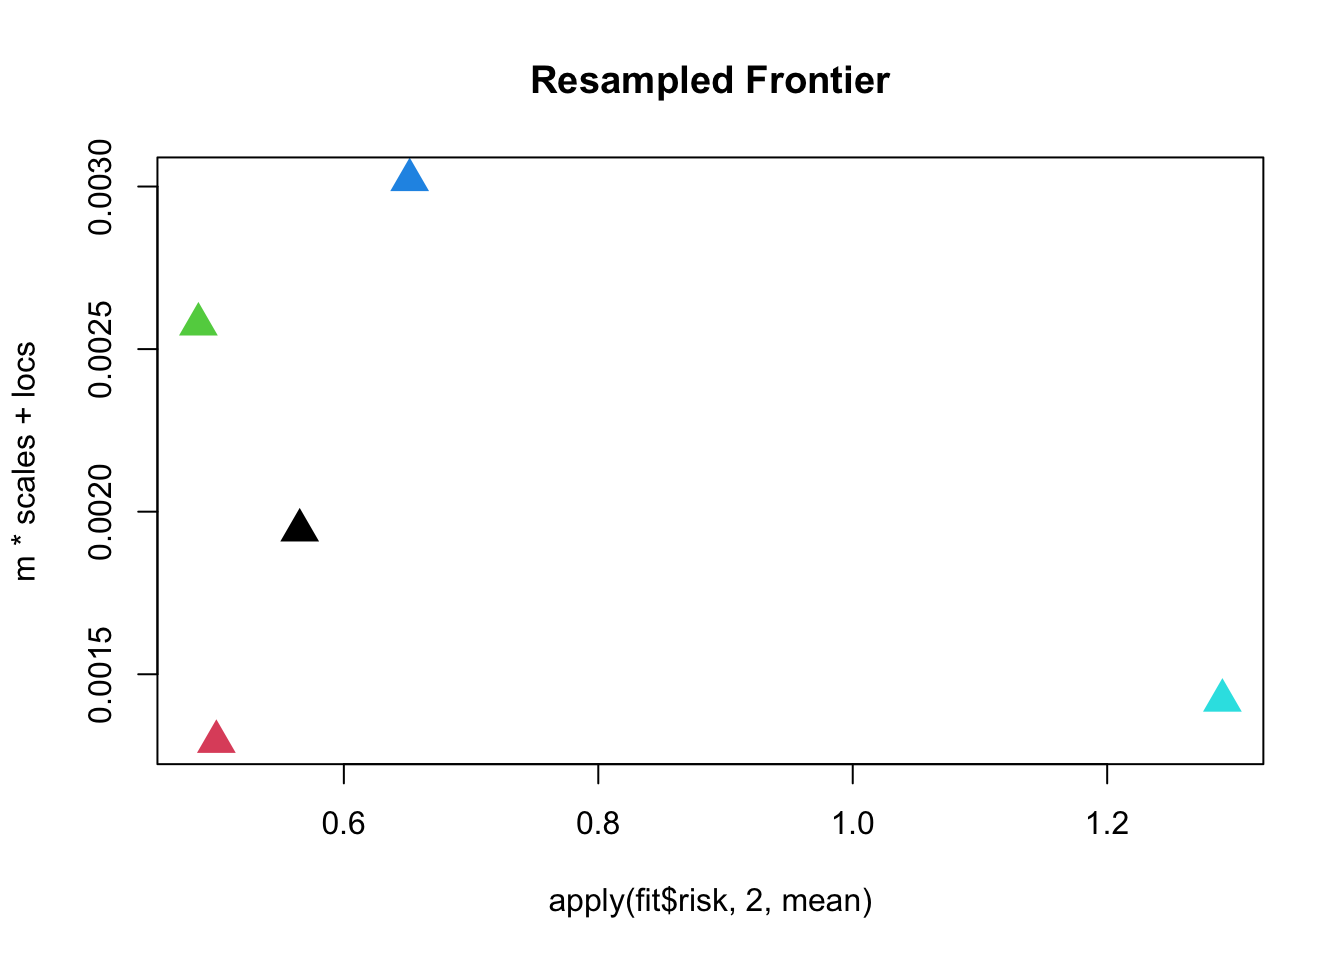 Resampled Frontier
m * scales + locs
0.0030
0.0025
0.0020
0.0015
0.6 0.8 1.0 1.2
apply(fit$risk, 2, mean)